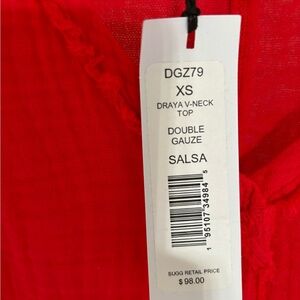 DGZ79
XS
DRAYA V-NECK
TOP
DOUBLE
GAUZE
SALSA
1 95107 34984 5
SUGG RETAIL PRICE
$ 98.00